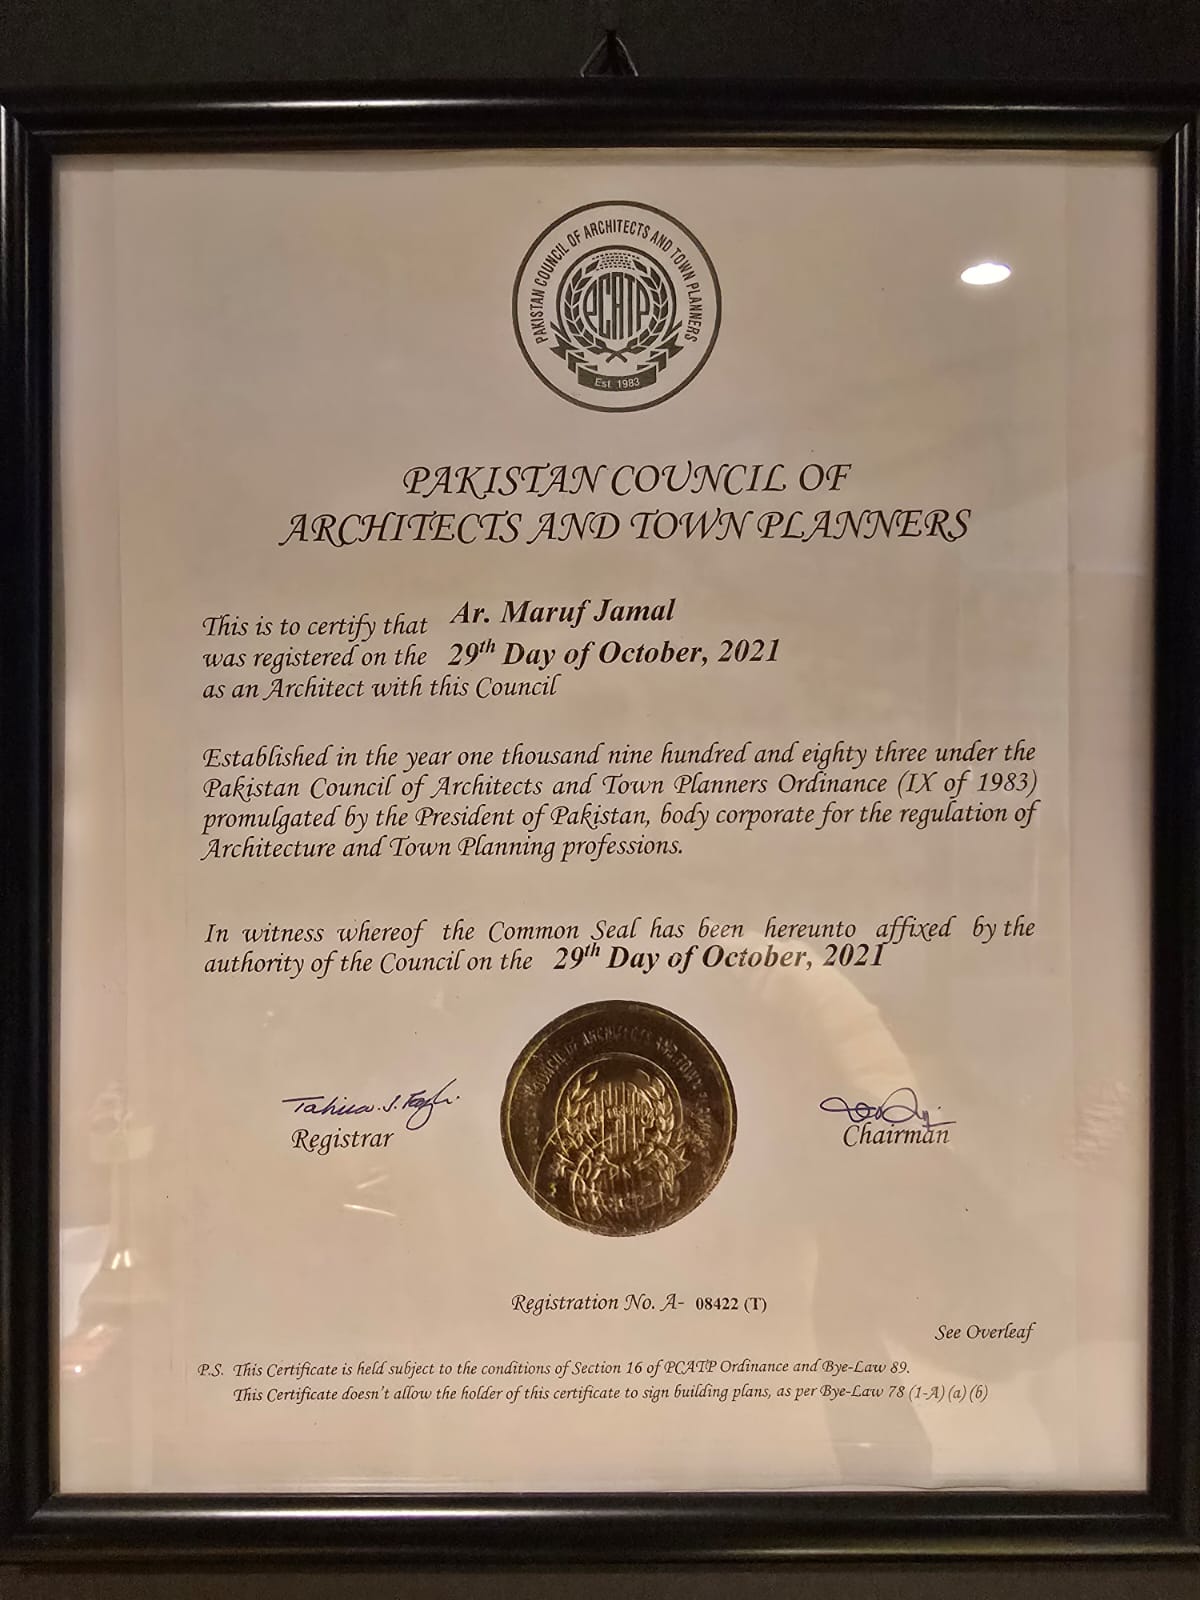 PAKISTAN COUNCIL OF ARCHITECTS AND TOWN PLANNERS
PCATP
Est. 1983
PAKISTAN COUNCIL OF
ARCHITECTS AND TOWN PLANNERS
This is to certify that Ar. Maruf Jamal
was registered on the 29th Day of October, 2021
as an Architect with this Council
Established in the year one thousand nine hundred and eighty three under the
Pakistan Council of Architects and Town Planners Ordinance (IX of 1983)
promulgated by the President of Pakistan, body corporate for the regulation of
Architecture and Town Planning professions.
In witness whereof the Common Seal has been hereunto affixed by the
authority of the Council on the 29th Day of October, 2021
COUNCIL OF ARCHITECTS AND TOWN
Registrar
Chairman
Registration No. A- 08422 (T)
See Overleaf
P.S. This Certificate is held subject to the conditions of Section 16 of PCATP Ordinance and Bye-Law 89.
This Certificate doesn't allow the holder of this certificate to sign building plans, as per Bye-Law 78 (1-A) (a) (b)